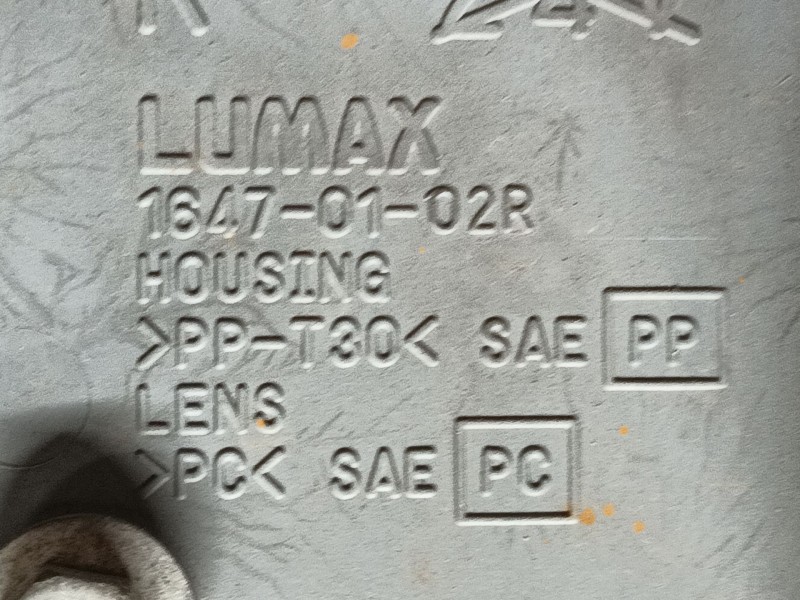 LUMAX
1647-01-02R
HOUSING
>PP-T30< SAE PP
LENS
>PC< SAE PC